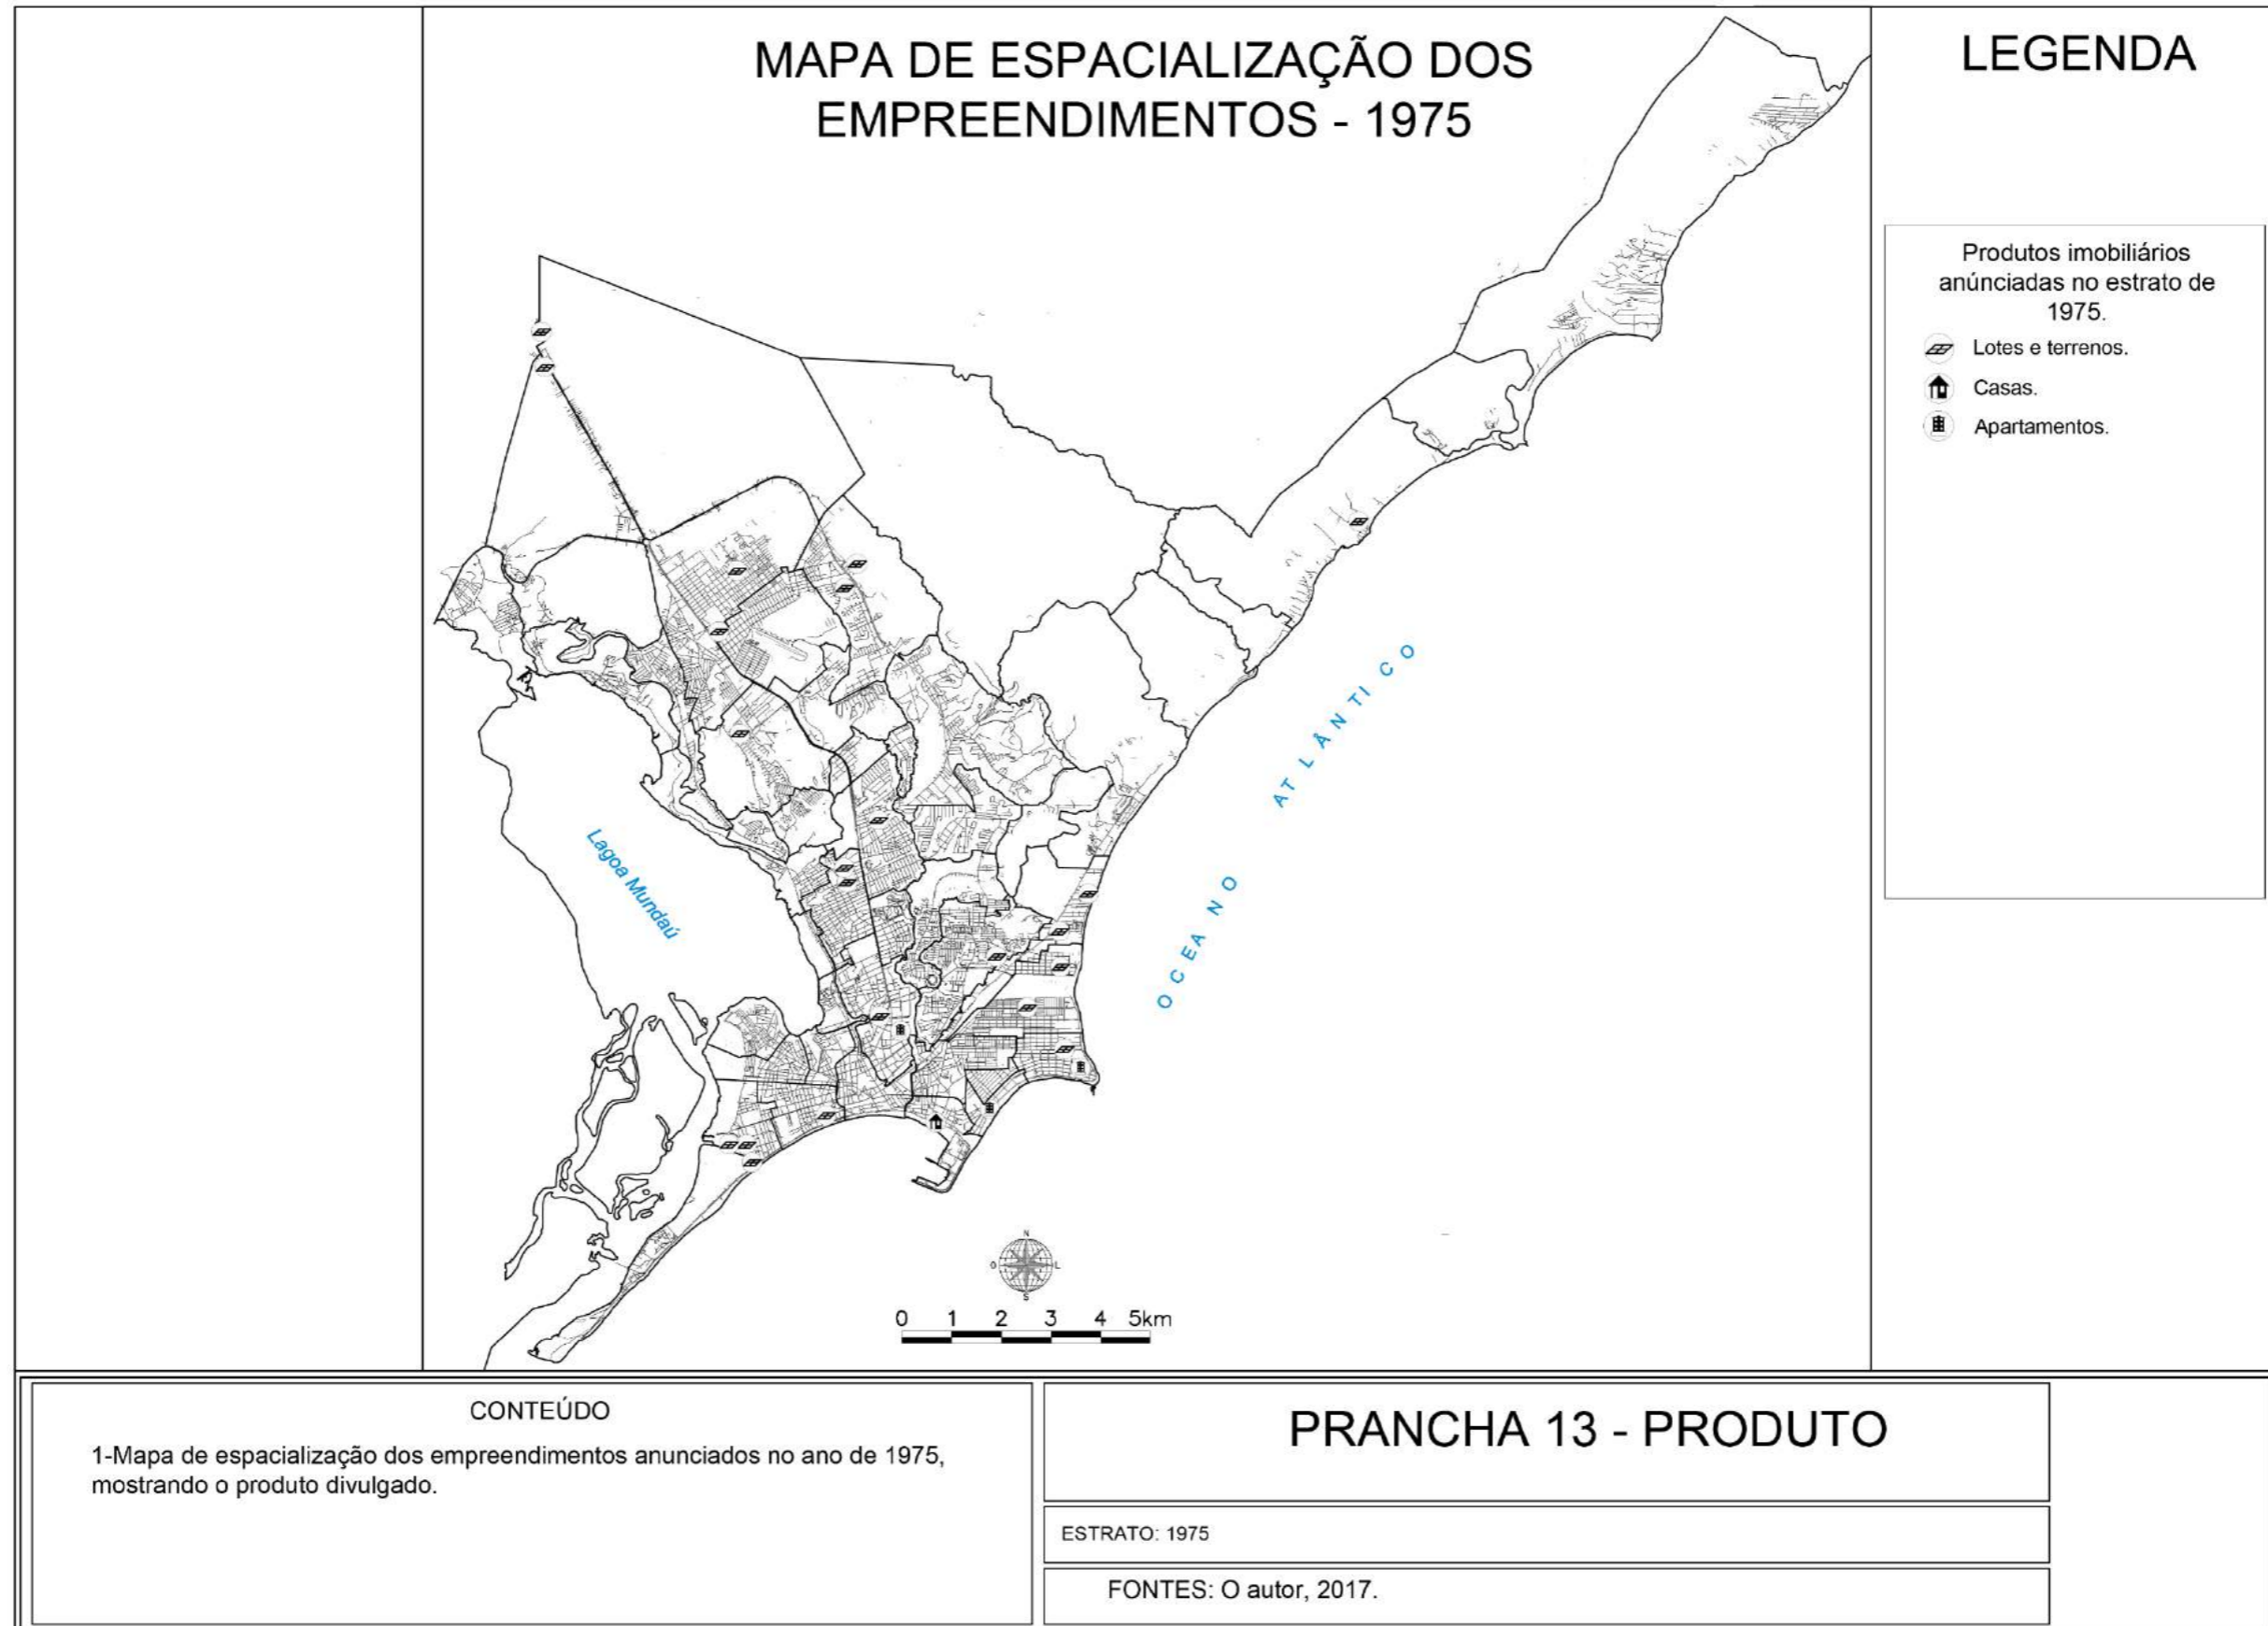 MAPA DE ESPACIALIZAÇÃO DOS
EMPREENDIMENTOS - 1975
LEGENDA
Produtos imobiliários
anúnciadas no estrato de
1975.
Lotes e terrenos.
Casas.
Apartamentos.
Lagoa Mundaú
OCEANO ATLÂNTICO
N
O
L
S
0 1 2 3 4 5km
CONTEÚDO
1-Mapa de espacialização dos empreendimentos anunciados no ano de 1975,
mostrando o produto divulgado.
PRANCHA 13 - PRODUTO
ESTRATO: 1975
FONTES: O autor, 2017.